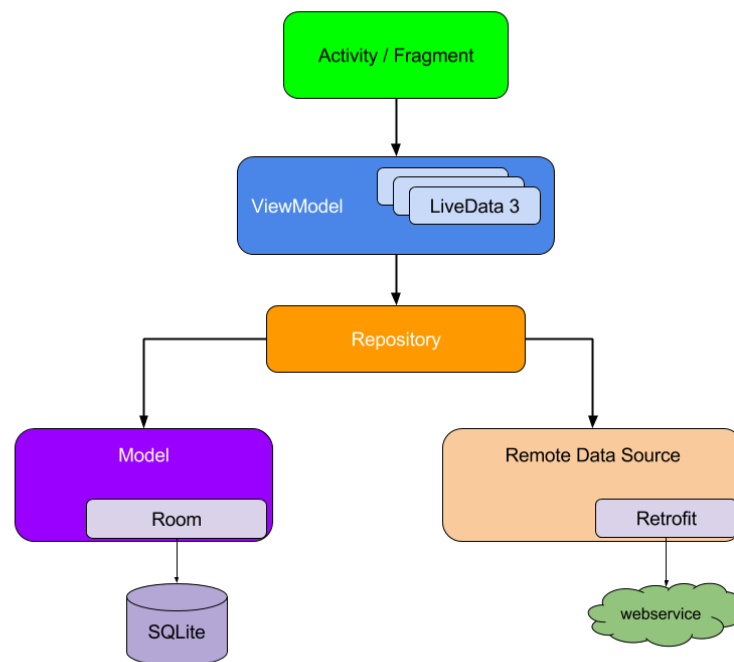 Activity / Fragment
ViewModel
LiveData 3
Repository
Model
Remote Data Source
Room
Retrofit
SQLite
webservice